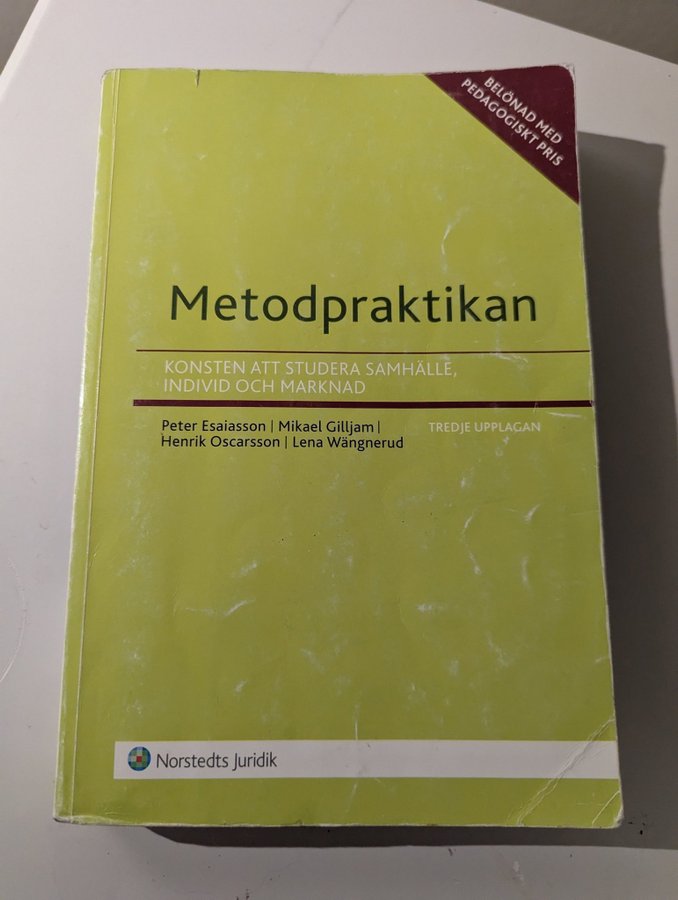 BELÖNAD MED
PEDAGOGISKT PRIS
Metodpraktikan
KONSTEN ATT STUDERA SAMHÄLLE,
INDIVID OCH MARKNAD
Peter Esaiasson | Mikael Gilljam |
Henrik Oscarsson | Lena Wängnerud
TREDJE UPPLAGAN
Norstedts Juridik